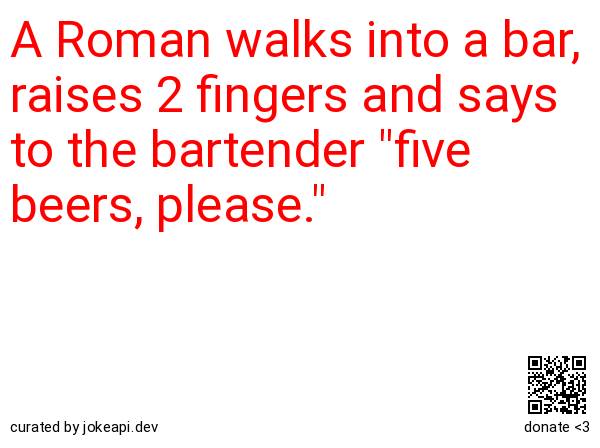 A Roman walks into a bar,
raises 2 fingers and says
to the bartender "five
beers, please."
curated by jokeapi.dev
donate <3